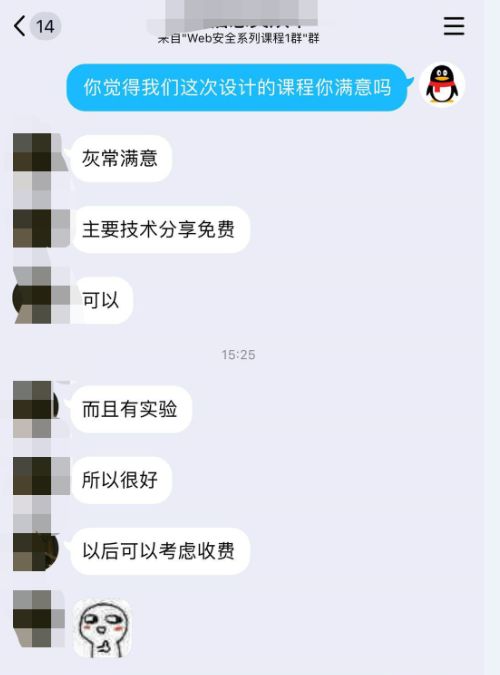 14
来自"Web安全系列课程1群"群
你觉得我们这次设计的课程你满意吗
灰常满意
主要技术分享免费
可以
15:25
而且有实验
所以很好
以后可以考虑收费